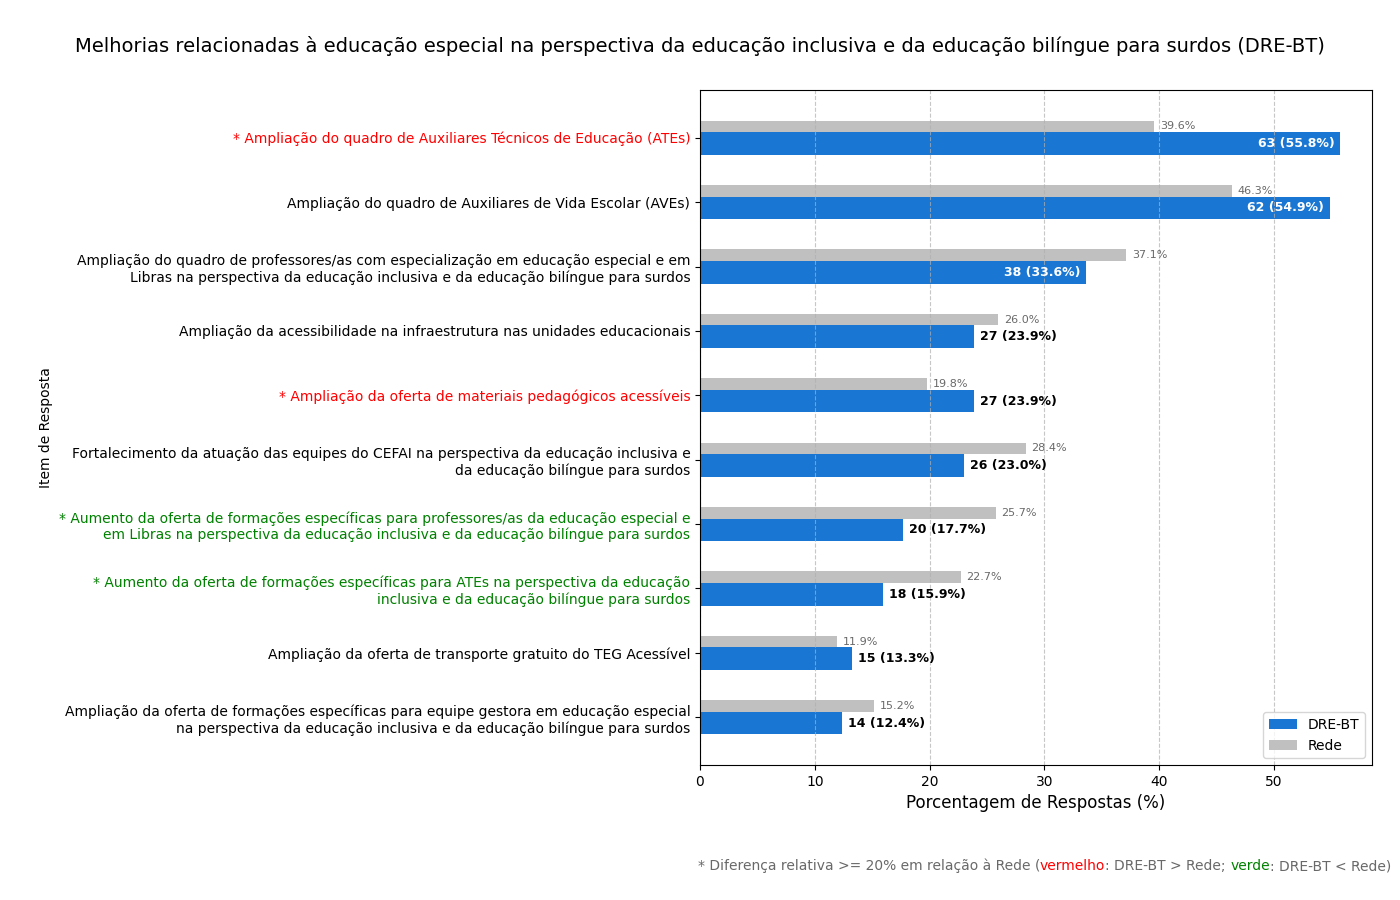 Melhorias relacionadas à educação especial na perspectiva da educação inclusiva e da educação bilíngue para surdos (DRE-BT)
Item de Resposta
* Ampliação do quadro de Auxiliares Técnicos de Educação (ATEs)
39.6%
63 (55.8%)
Ampliação do quadro de Auxiliares de Vida Escolar (AVEs)
46.3%
62 (54.9%)
Ampliação do quadro de professores/as com especialização em educação especial e em
Libras na perspectiva da educação inclusiva e da educação bilíngue para surdos
37.1%
38 (33.6%)
Ampliação da acessibilidade na infraestrutura nas unidades educacionais
26.0%
27 (23.9%)
* Ampliação da oferta de materiais pedagógicos acessíveis
19.8%
27 (23.9%)
Fortalecimento da atuação das equipes do CEFAI na perspectiva da educação inclusiva e
da educação bilíngue para surdos
28.4%
26 (23.0%)
* Aumento da oferta de formações específicas para professores/as da educação especial e
em Libras na perspectiva da educação inclusiva e da educação bilíngue para surdos
25.7%
20 (17.7%)
* Aumento da oferta de formações específicas para ATEs na perspectiva da educação
inclusiva e da educação bilíngue para surdos
22.7%
18 (15.9%)
Ampliação da oferta de transporte gratuito do TEG Acessível
11.9%
15 (13.3%)
Ampliação da oferta de formações específicas para equipe gestora em educação especial
na perspectiva da educação inclusiva e da educação bilíngue para surdos
15.2%
14 (12.4%)
DRE-BT
Rede
0 10 20 30 40 50
Porcentagem de Respostas (%)
* Diferença relativa >= 20% em relação à Rede (vermelho: DRE-BT > Rede; verde: DRE-BT < Rede)